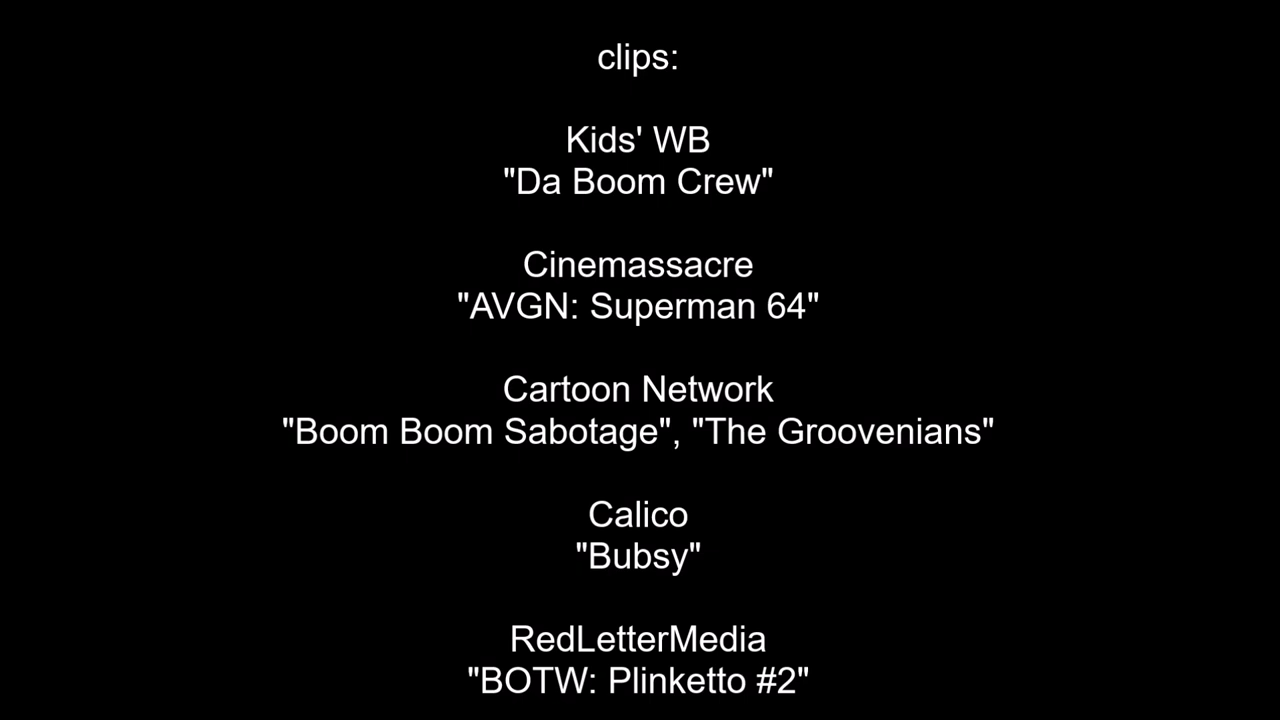 clips:
Kids' WB
"Da Boom Crew"
Cinemassacre
"AVGN: Superman 64"
Cartoon Network
"Boom Boom Sabotage", "The Groovenians"
Calico
"Bubsy"
RedLetterMedia
"BOTW: Plinketto #2"